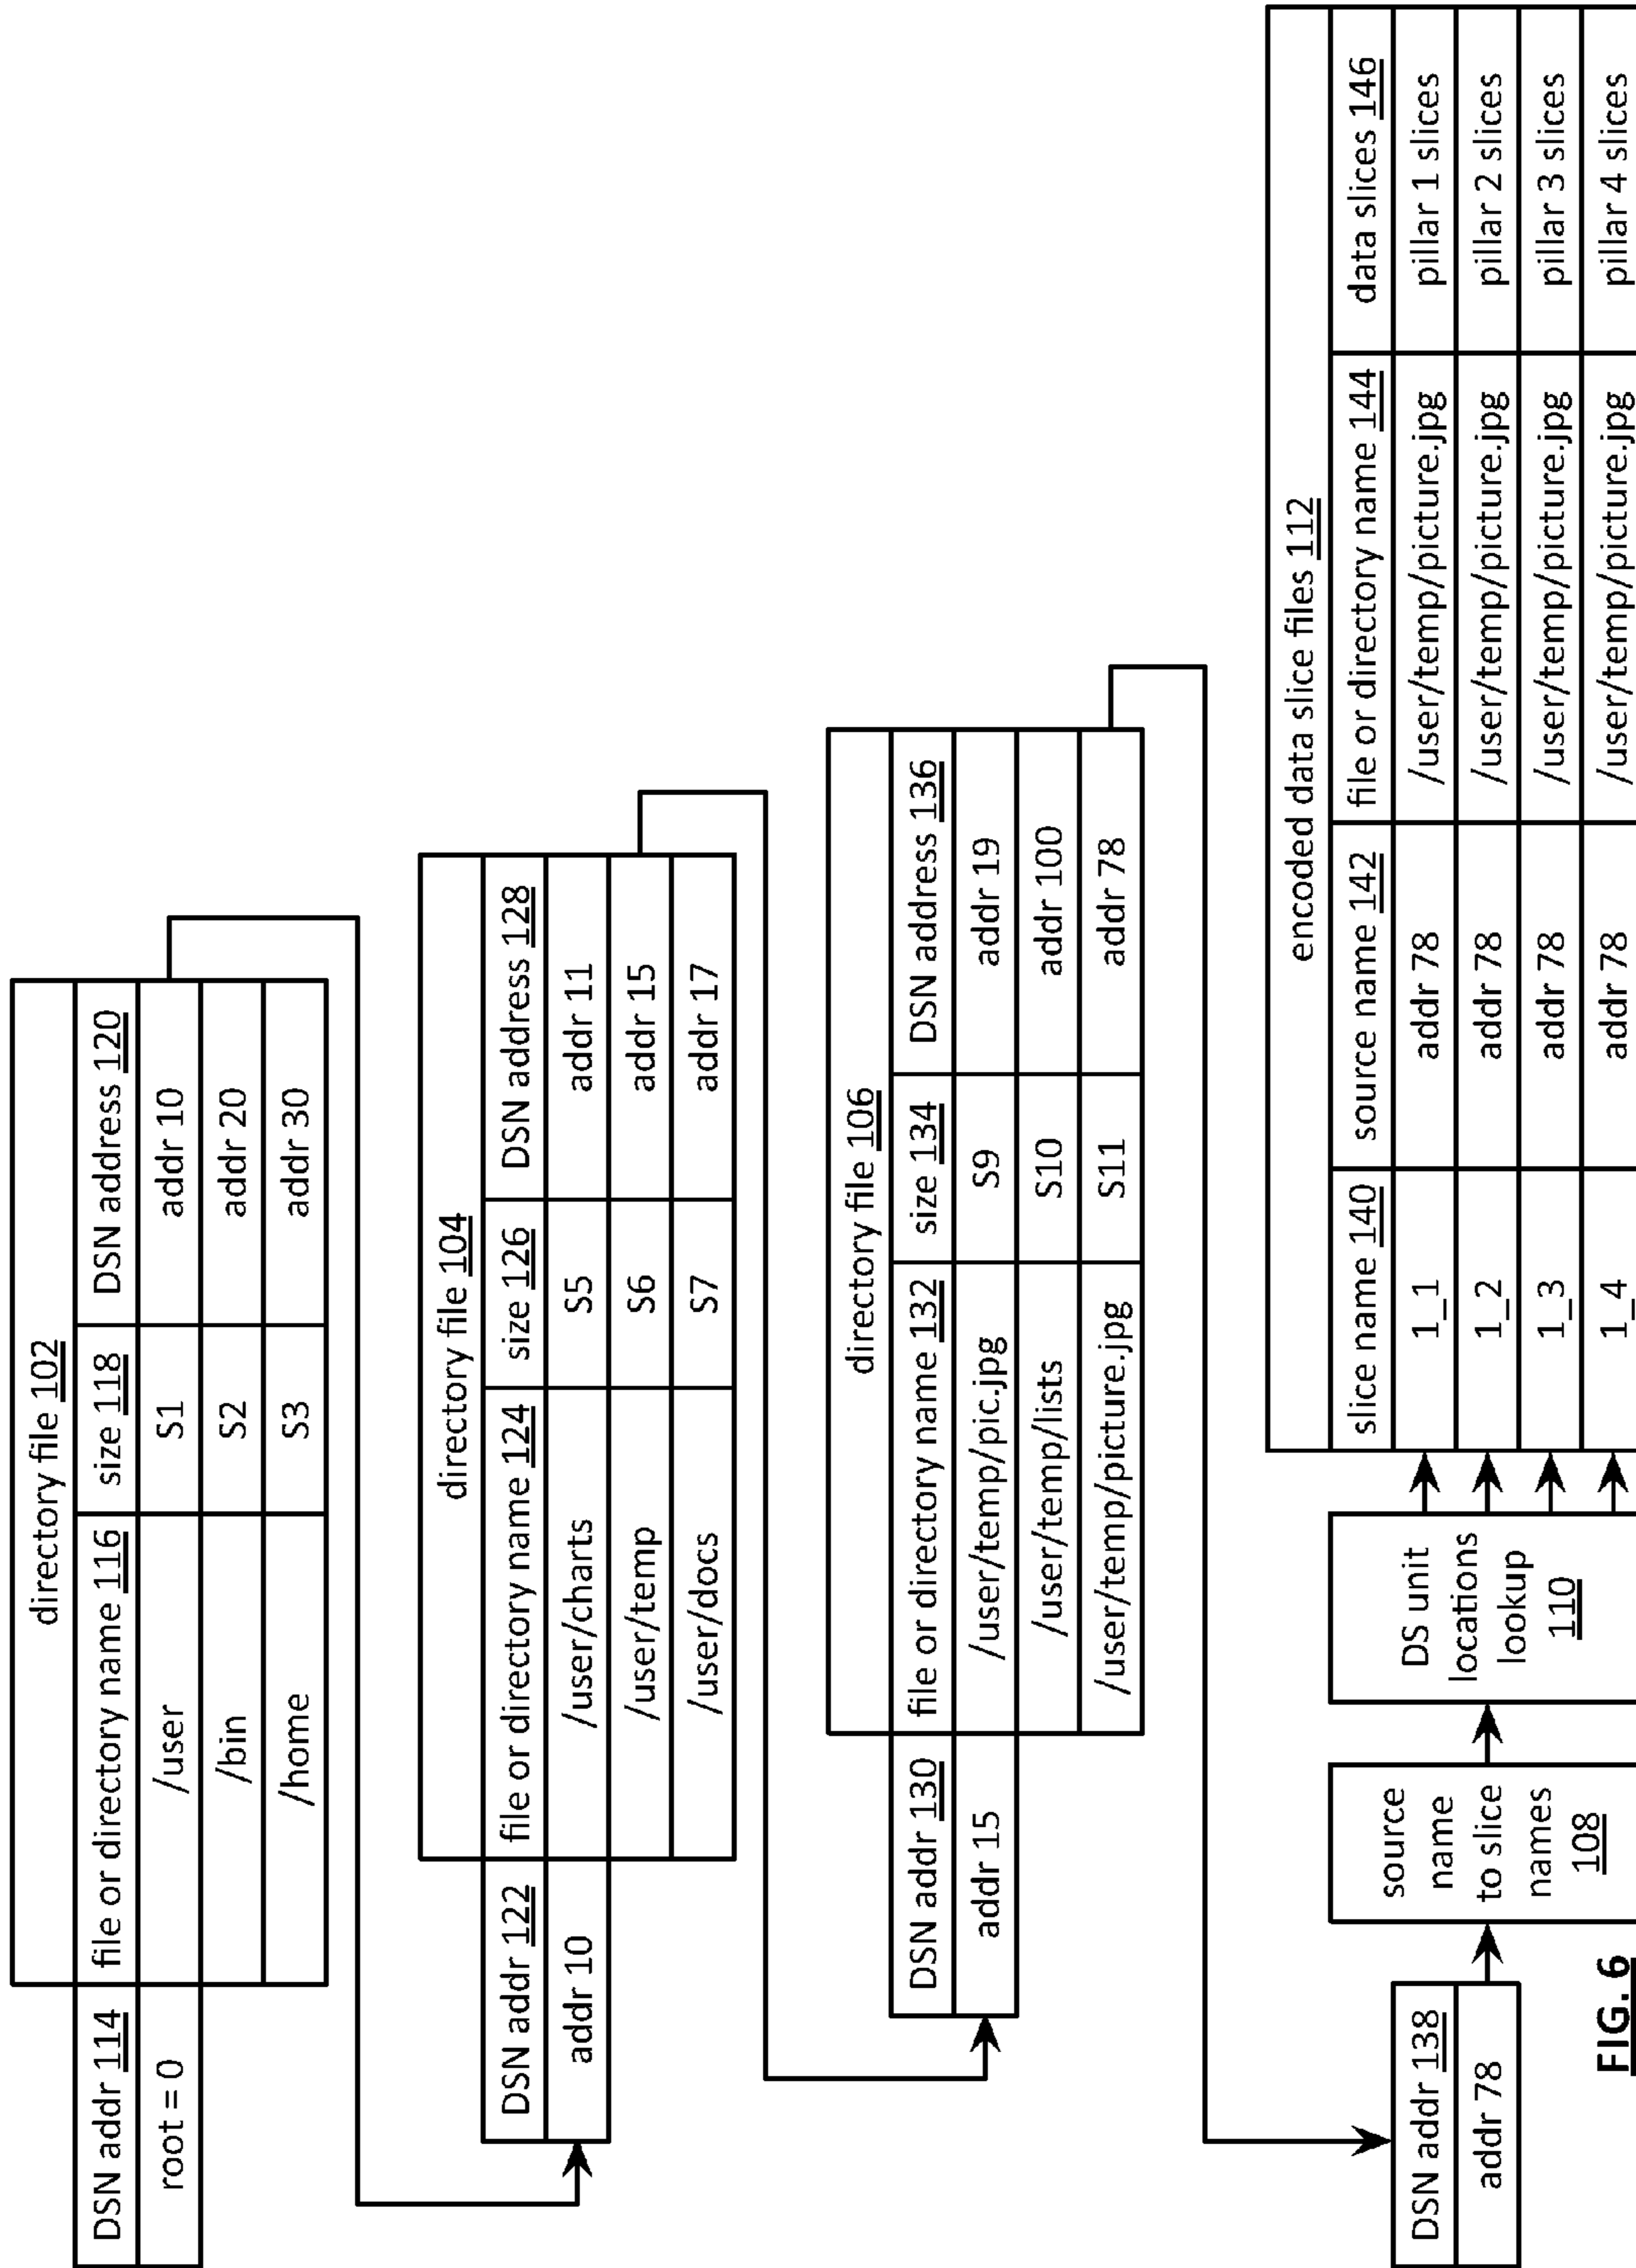 directory file 102
DSN addr 114 file or directory name 116 size 118 DSN address 120
root = 0 /user S1 addr 10
/bin S2 addr 20
/home S3 addr 30
directory file 104
DSN addr 122 file or directory name 124 size 126 DSN address 128
addr 10 /user/charts S5 addr 11
/user/temp S6 addr 15
/user/docs S7 addr 17
directory file 106
DSN addr 130 file or directory name 132 size 134 DSN address 136
addr 15 /user/temp/pic.jpg S9 addr 19
/user/temp/lists S10 addr 100
/user/temp/picture.jpg S11 addr 78
DSN addr 138
addr 78
source
name
to slice
names
108
DS unit
locations
lookup
110
encoded data slice files 112
slice name 140 source name 142 file or directory name 144 data slices 146
1_1 addr 78 /user/temp/picture.jpg pillar 1 slices
1_2 addr 78 /user/temp/picture.jpg pillar 2 slices
1_3 addr 78 /user/temp/picture.jpg pillar 3 slices
1_4 addr 78 /user/temp/picture.jpg pillar 4 slices
FIG. 6